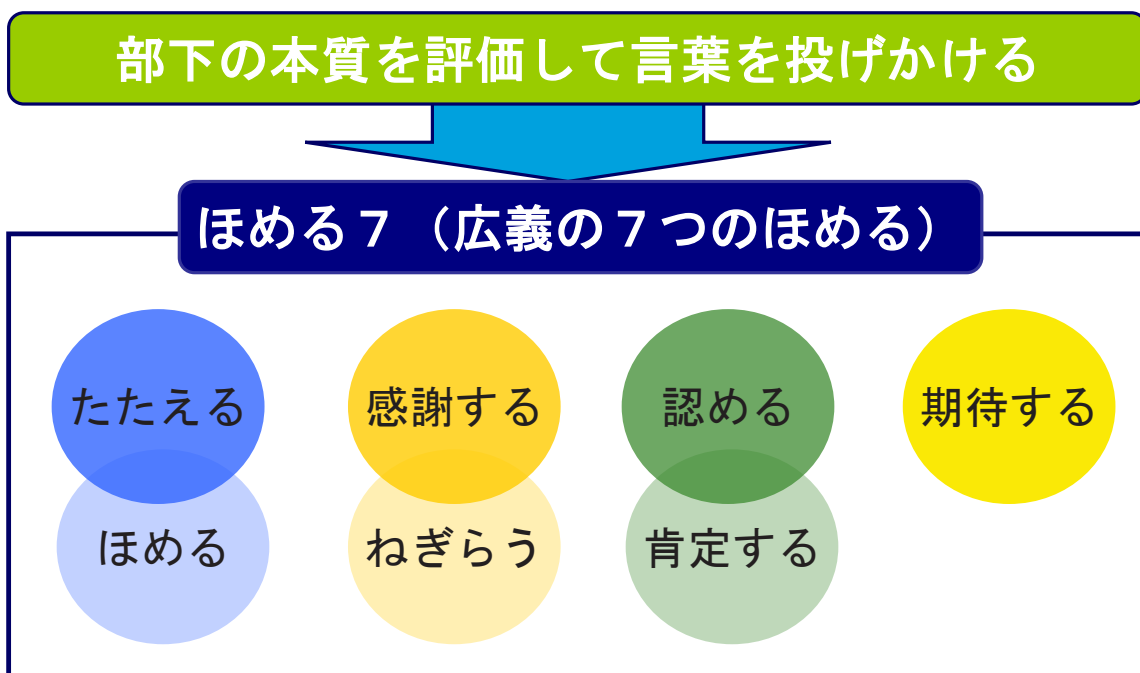 部下の本質を評価して言葉を投げかける
ほめる７（広義の７つのほめる）
たたえる
感謝する
認める
期待する
ほめる
ねぎらう
肯定する